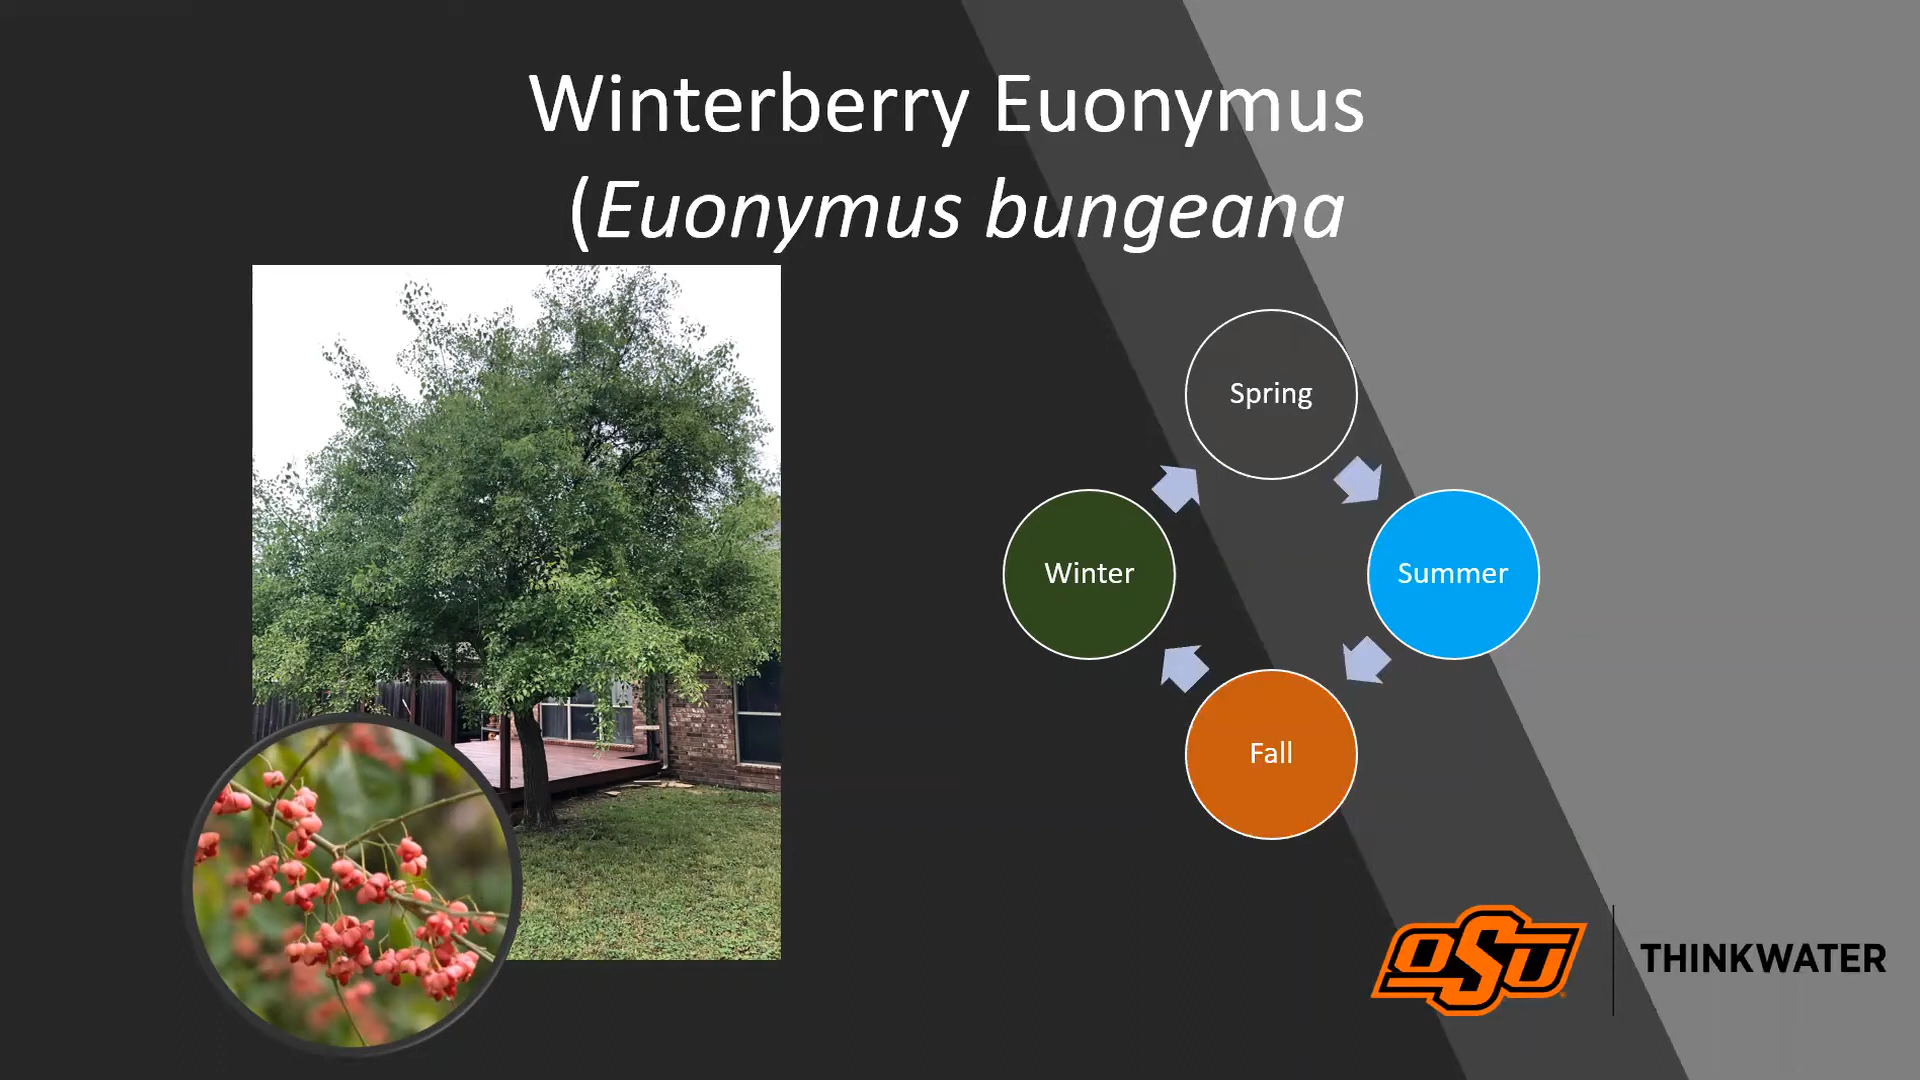 Winterberry Euonymus
(Euonymus bungeana
Spring
Winter
Summer
Fall
OSU
THINKWATER